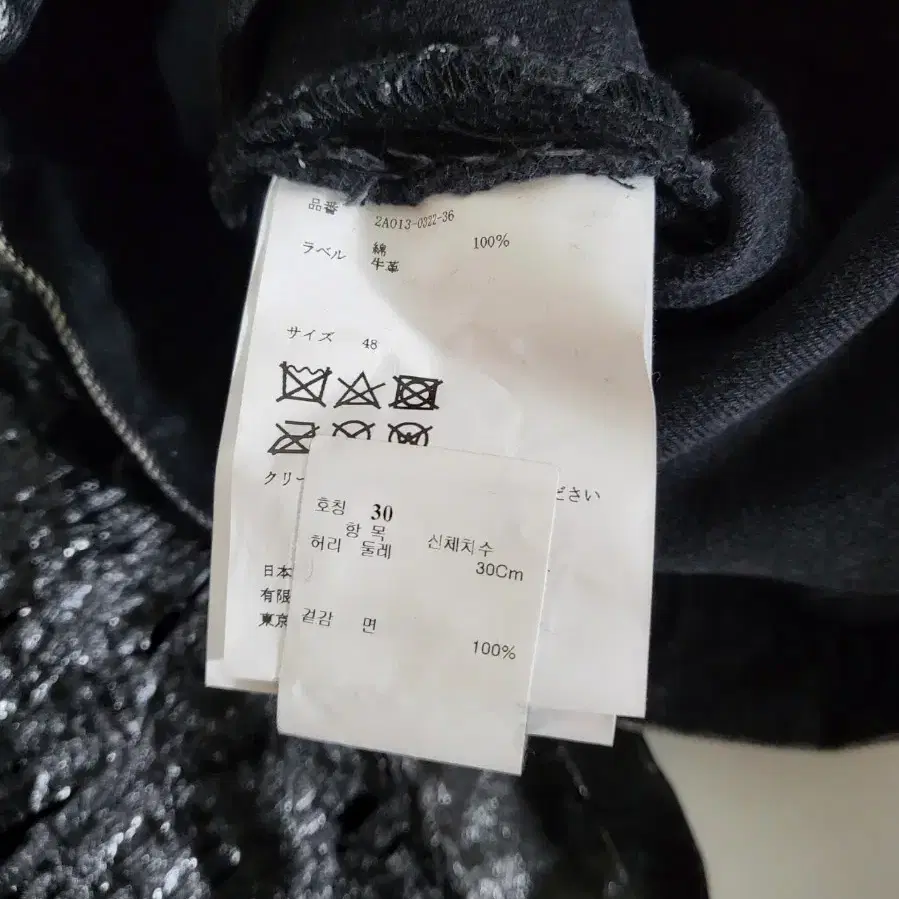 品番 2A013-0322-36
ラベル 綿 100%
牛革
サイズ 48
クリー
ださい
日本
有限
東京
호칭 30
항 목 신체치수
허리 둘레 30Cm
겉감 면 100%